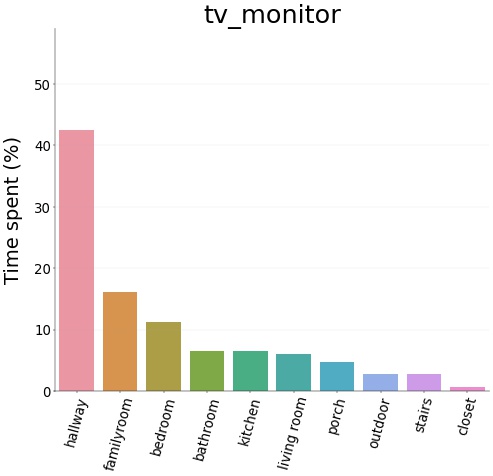 tv_monitor
Time spent (%)
50
40
30
20
10
0
hallway
familyroom
bedroom
bathroom
kitchen
living room
porch
outdoor
stairs
closet